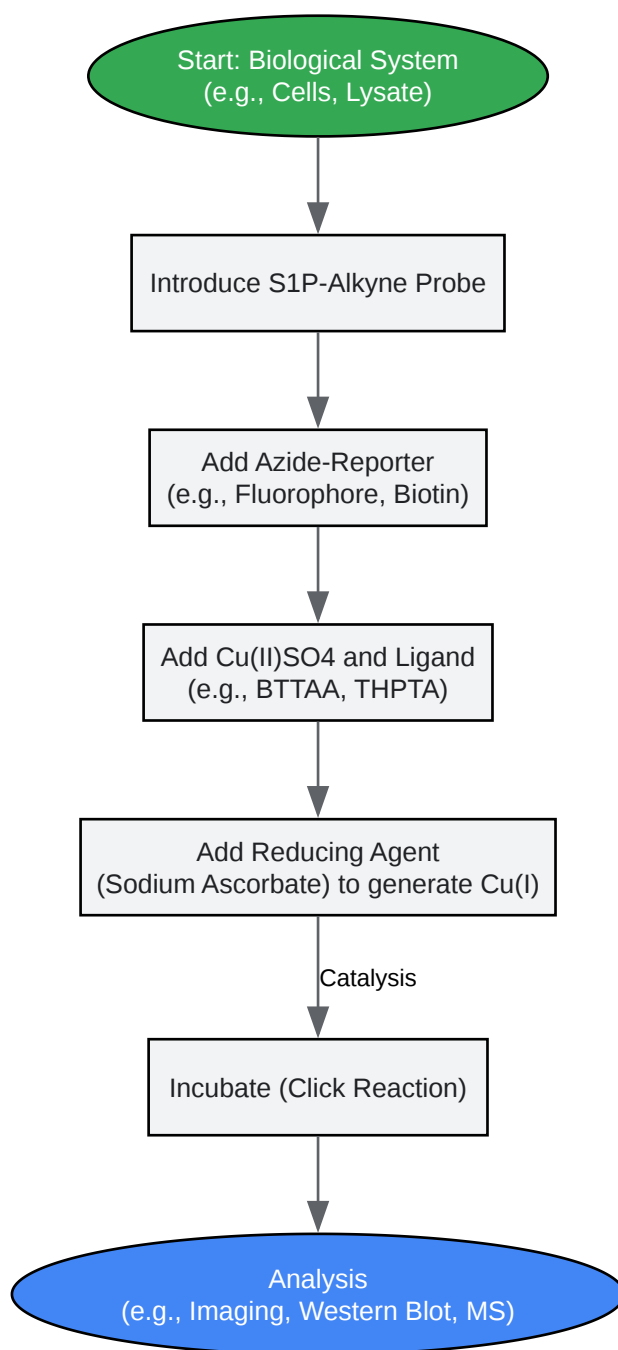 Start: Biological System
(e.g., Cells, Lysate)
Introduce S1P-Alkyne Probe
Add Azide-Reporter
(e.g., Fluorophore, Biotin)
Add Cu(II)SO4 and Ligand
(e.g., BTTAA, THPTA)
Add Reducing Agent
(Sodium Ascorbate) to generate Cu(I)
Catalysis
Incubate (Click Reaction)
Analysis
(e.g., Imaging, Western Blot, MS)